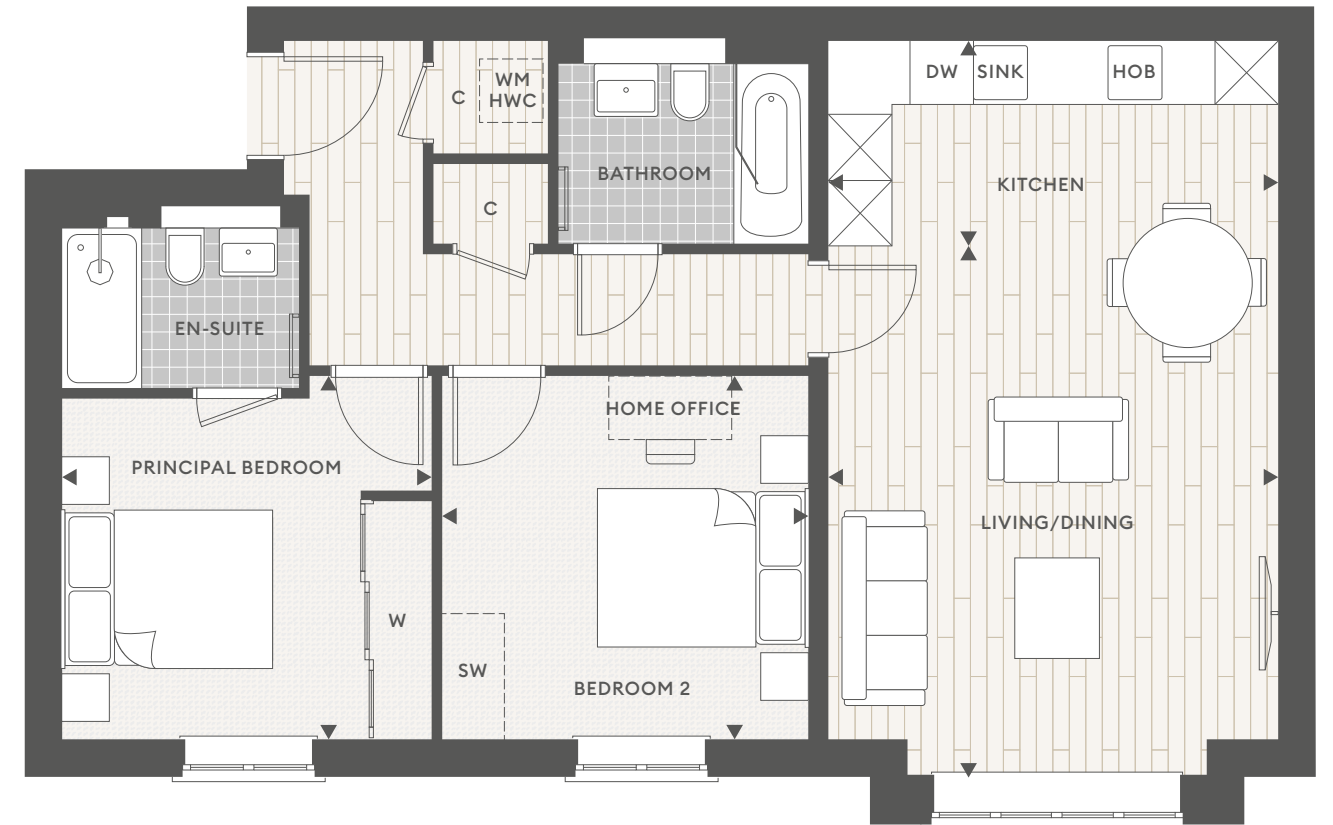 WM
HWC
C
DW
SINK
HOB
BATHROOM
KITCHEN
C
EN-SUITE
HOME OFFICE
PRINCIPAL BEDROOM
LIVING/DINING
W
SW
BEDROOM 2